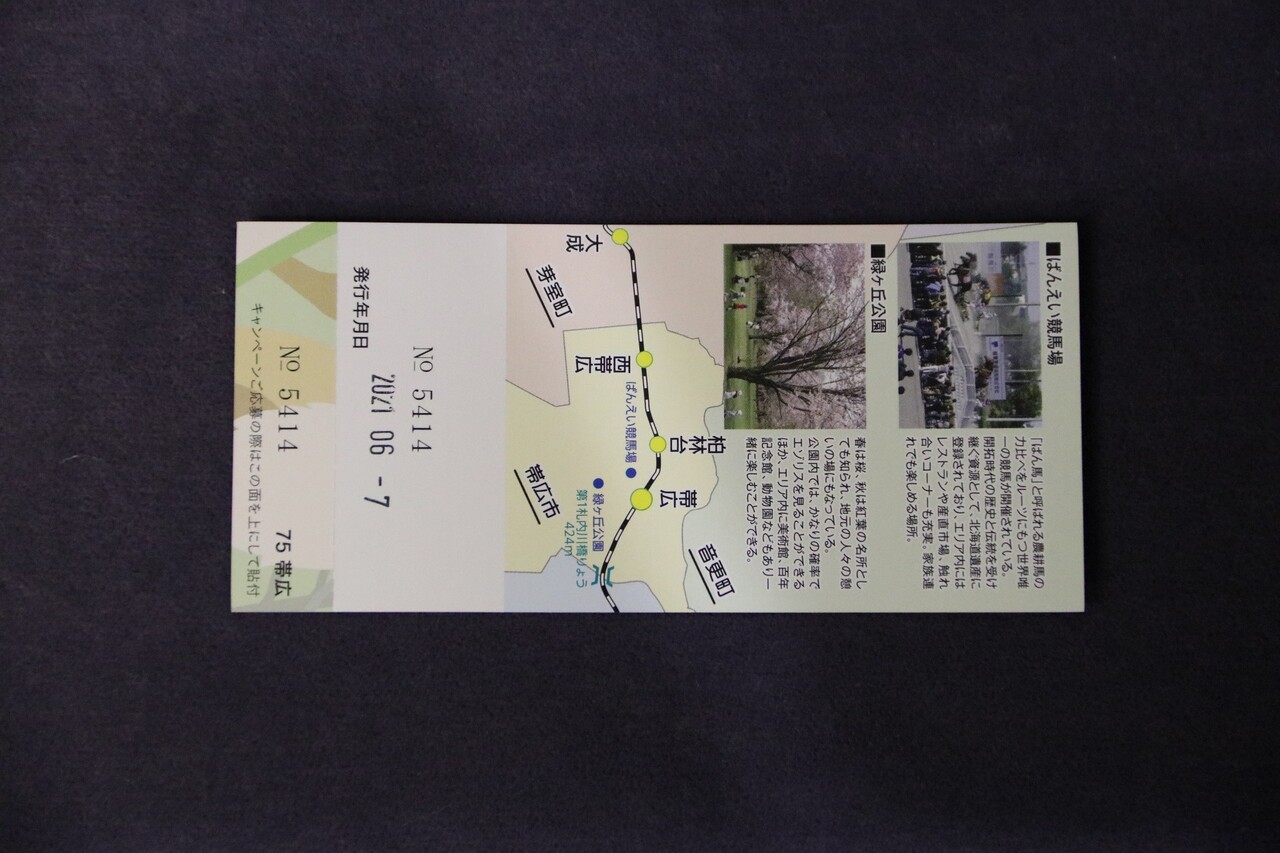 ■ばんえい競馬場
「ばん馬」と呼ばれる農耕馬の
力比べをルーツにもつ世界唯
一の競馬が開催されている。
開拓時代の歴史と伝統を受け
継ぐ資源として、北海道遺産に
登録されており、エリア内には
レストランや産直市場、触れ
合いコーナーも充実。家族連
れでも楽しめる場所。
■緑ヶ丘公園
春は桜、秋は紅葉の名所とし
ても知られ、地元の人々の憩
いの場にもなっている。
公園内では、かなりの確率で
エゾリスを見ることができる
ほか、エリア内に美術館、百年
記念館、動物園などもあり一
緒に楽しむことができる。
音更町
柏林台
帯広
大成
西帯広
ばんえい競馬場
緑ヶ丘公園
第1札内川橋りょう
424m
芽室町
帯広市
№ 5414
発行年月日
2021 06 -7
№ 5414
75 帯広
キャンペーンご応募の際はこの面を上にして貼付